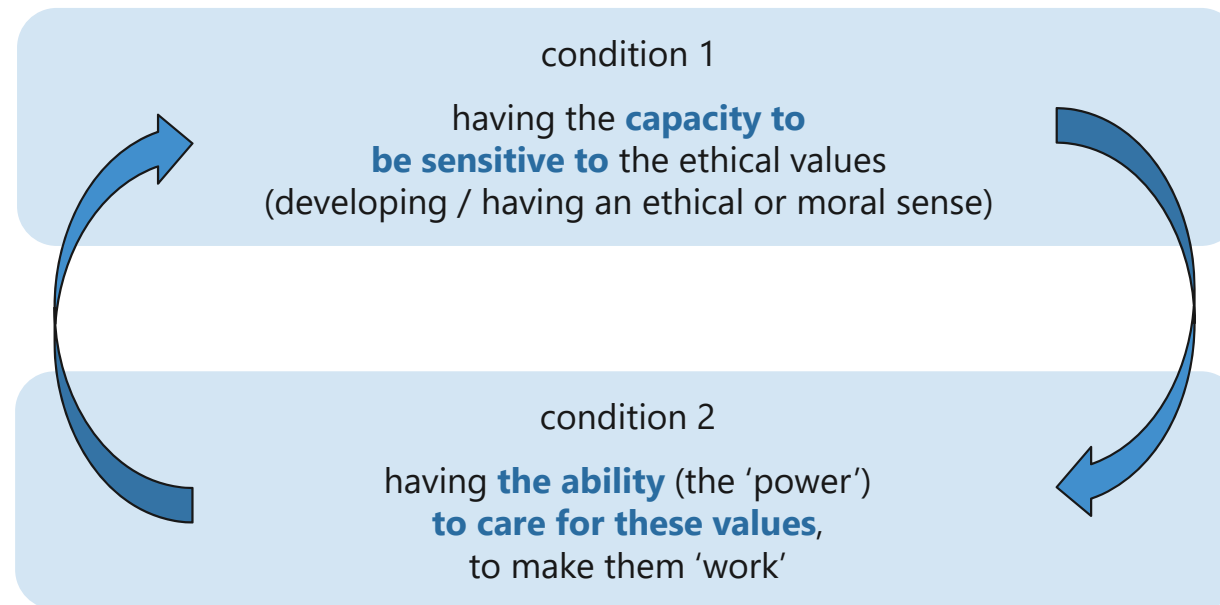 condition 1
having the capacity to
be sensitive to the ethical values
(developing / having an ethical or moral sense)
condition 2
having the ability (the ‘power’)
to care for these values,
to make them ‘work’